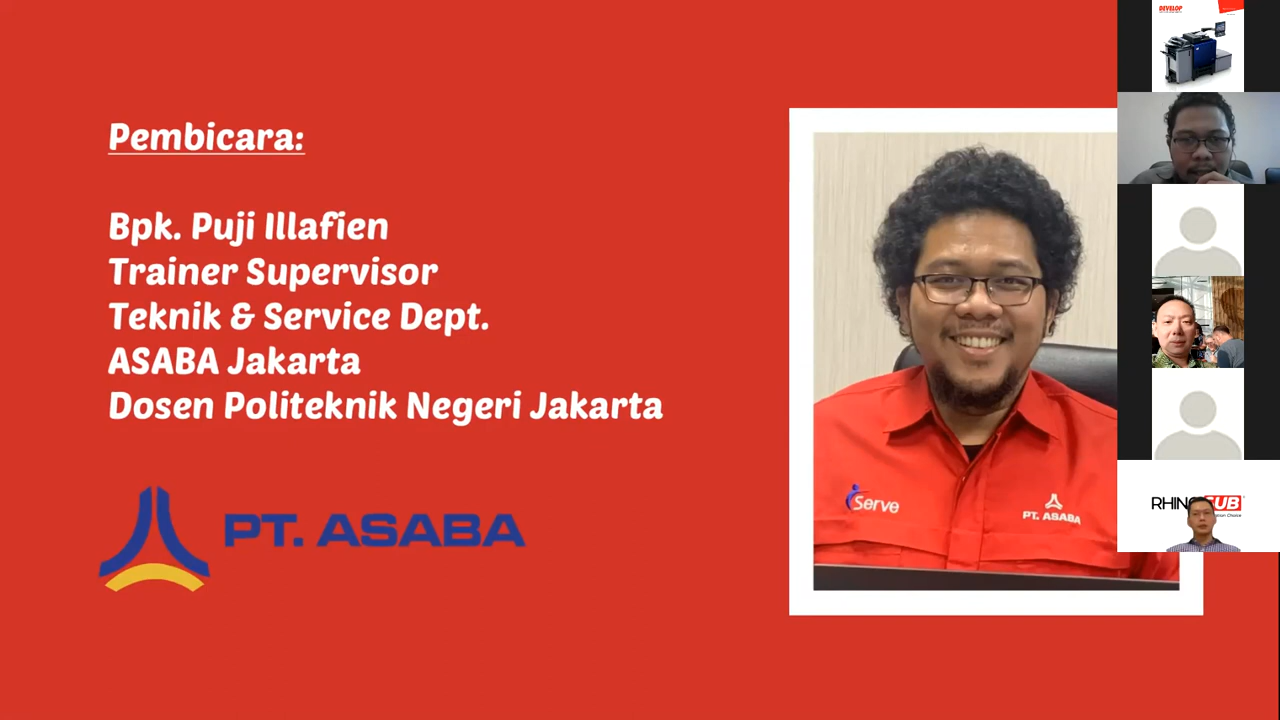 Pembicara:
Bpk. Puji Illafien
Trainer Supervisor
Teknik & Service Dept.
ASABA Jakarta
Dosen Politeknik Negeri Jakarta
PT. ASABA
iServe
PT. ASABA
DEVELOP